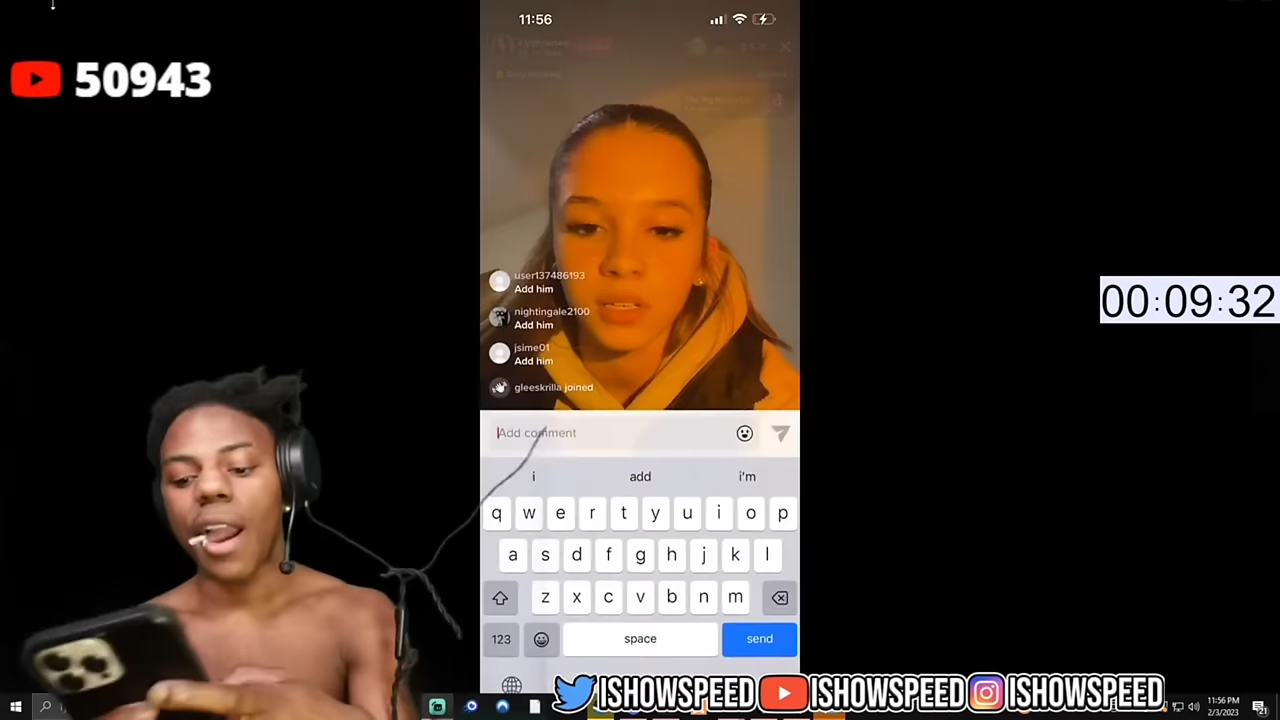 11:56
50943
user137486193
Add him
nightingale2100
Add him
jsime01
Add him
gleeskrilla joined
Add comment
i add i'm
q w e r t y u i o p
a s d f g h j k l
z x c v b n m
123 space send
00:09:32
ISHOWSPEED ISHOWSPEED ISHOWSPEED
11:56 PM
2/3/2023